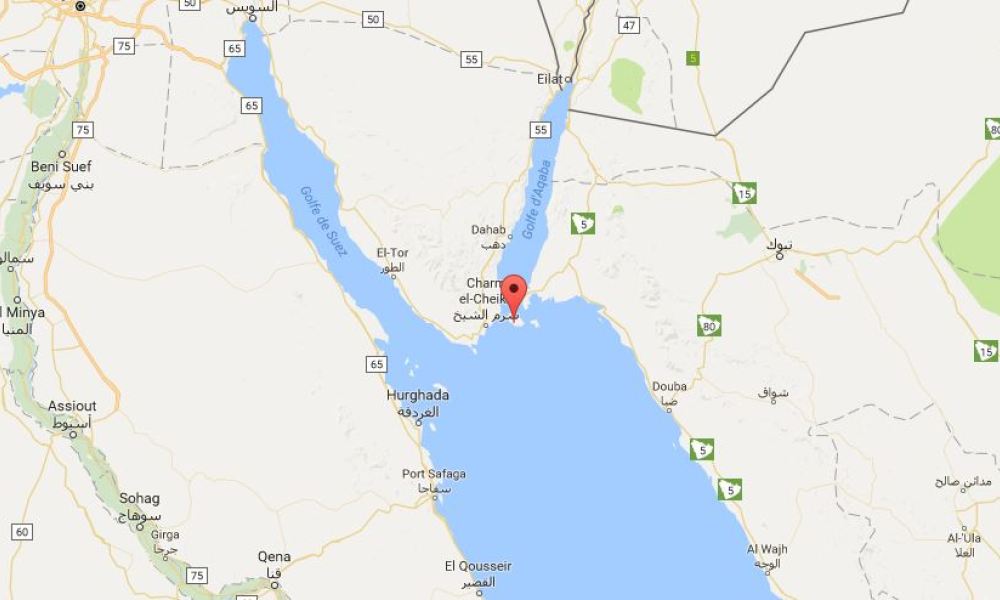 50
السويس
50
47
75
65
55
5
Eilat
80
65
75
55
Beni Suef
بني سويف
15
Golfe de Suez
Golfe d'Aqaba
5
Dahab
دهب
تبوك
El-Tor
الطور
Charm
el-Cheik
شرم الشيخ
سمالو
l Minya
المنيا
80
15
65
Hurghada
الغردقة
Douba
ضبا
شواق
Assiout
أسيوط
5
Port Safaga
سفاجا
5
مدائن صالح
Sohag
سوهاج
60
Girga
جرجا
Al-'Ula
العلا
Qena
قنا
75
El Qousseir
القصير
Al Wajh
الوجه